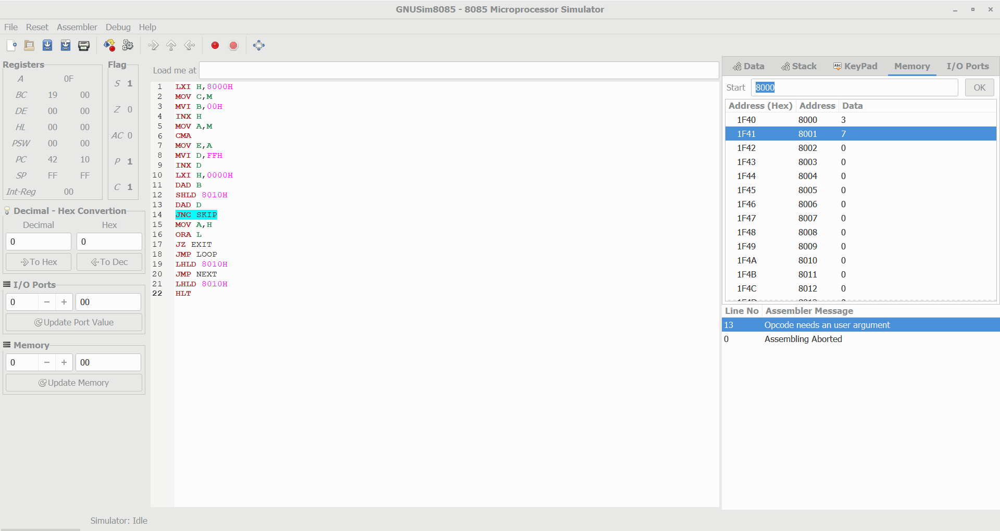 GNUSim8085 - 8085 Microprocessor Simulator
File Reset Assembler Debug Help
Registers
A 0F
BC 19 00
DE 00 00
HL 00 00
PSW 00 00
PC 42 10
SP FF FF
Int-Reg 00
Flag
S 1
Z 0
AC 0
P 1
C 1
Decimal - Hex Convertion
Decimal Hex
0 0
To Hex To Dec
I/O Ports
0 − + 00
Update Port Value
Memory
0 − + 00
Update Memory
Load me at
1 LXI H,8000H
2 MOV C,M
3 MVI B,00H
4 INX H
5 MOV A,M
6 CMA
7 MOV E,A
8 MVI D,FFH
9 INX D
10 LXI H,0000H
11 DAD B
12 SHLD 8010H
13 DAD D
14 JNC SKIP
15 MOV A,H
16 ORA L
17 JZ EXIT
18 JMP LOOP
19 LHLD 8010H
20 JMP NEXT
21 LHLD 8010H
22 HLT
Data Stack Abc KeyPad Memory I/O Ports
Start 8000 OK
Address (Hex) Address Data
1F40 8000 3
1F41 8001 7
1F42 8002 0
1F43 8003 0
1F44 8004 0
1F45 8005 0
1F46 8006 0
1F47 8007 0
1F48 8008 0
1F49 8009 0
1F4A 8010 0
1F4B 8011 0
1F4C 8012 0
Line No Assembler Message
13 Opcode needs an user argument
0 Assembling Aborted
Simulator: Idle